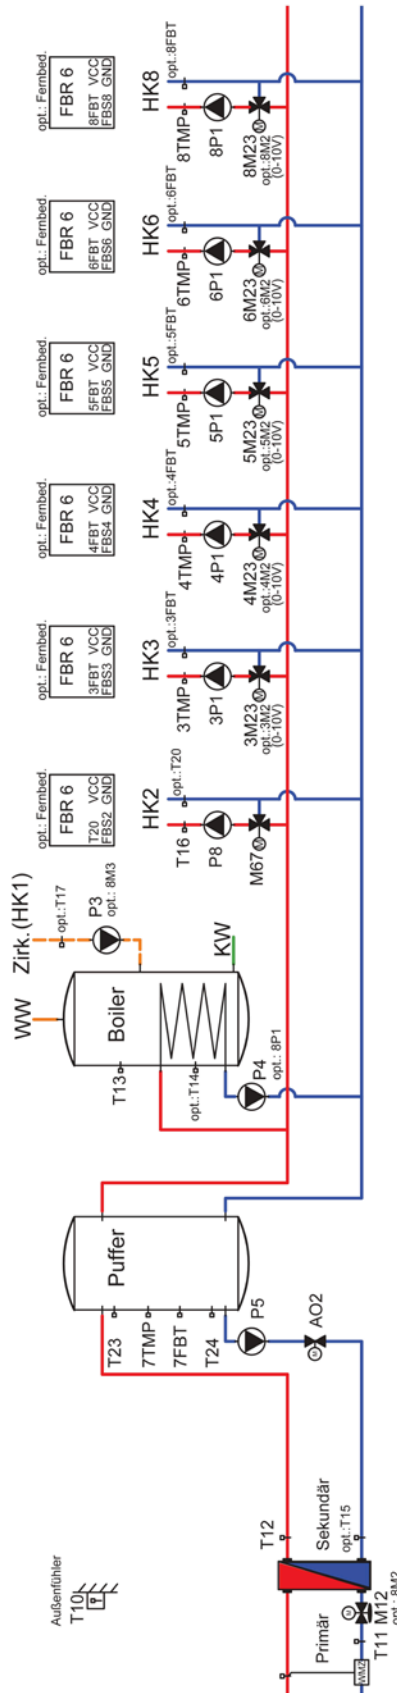 Außenfühler
T10
Primär
Sekundär
T12
opt.:T15
WMZ
T11
M12
opt.: 8M2
Puffer
T23
7TMP
7FBT
T24
P5
AO2
WW
Zirk.(HK1)
opt.:T17
P3
opt.: 8M3
Boiler
T13
opt.:T14
KW
P4
opt.: 8P1
opt.: Fernbed.
FBR 6
T20 VCC
FBS2 GND
HK2
opt.:T20
T16
P8
M67
opt.: Fernbed.
FBR 6
3FBT VCC
FBS3 GND
HK3
opt.:3FBT
3TMP
3P1
3M23
opt.:3M2
(0-10V)
opt.: Fernbed.
FBR 6
4FBT VCC
FBS4 GND
HK4
opt.:4FBT
4TMP
4P1
4M23
opt.:4M2
(0-10V)
opt.: Fernbed.
FBR 6
5FBT VCC
FBS5 GND
HK5
opt.:5FBT
5TMP
5P1
5M23
opt.:5M2
(0-10V)
opt.: Fernbed.
FBR 6
6FBT VCC
FBS6 GND
HK6
opt.:6FBT
6TMP
6P1
6M23
opt.:6M2
(0-10V)
opt.: Fernbed.
FBR 6
8FBT VCC
FBS8 GND
HK8
opt.:8FBT
8TMP
8P1
8M23
opt.:8M2
(0-10V)